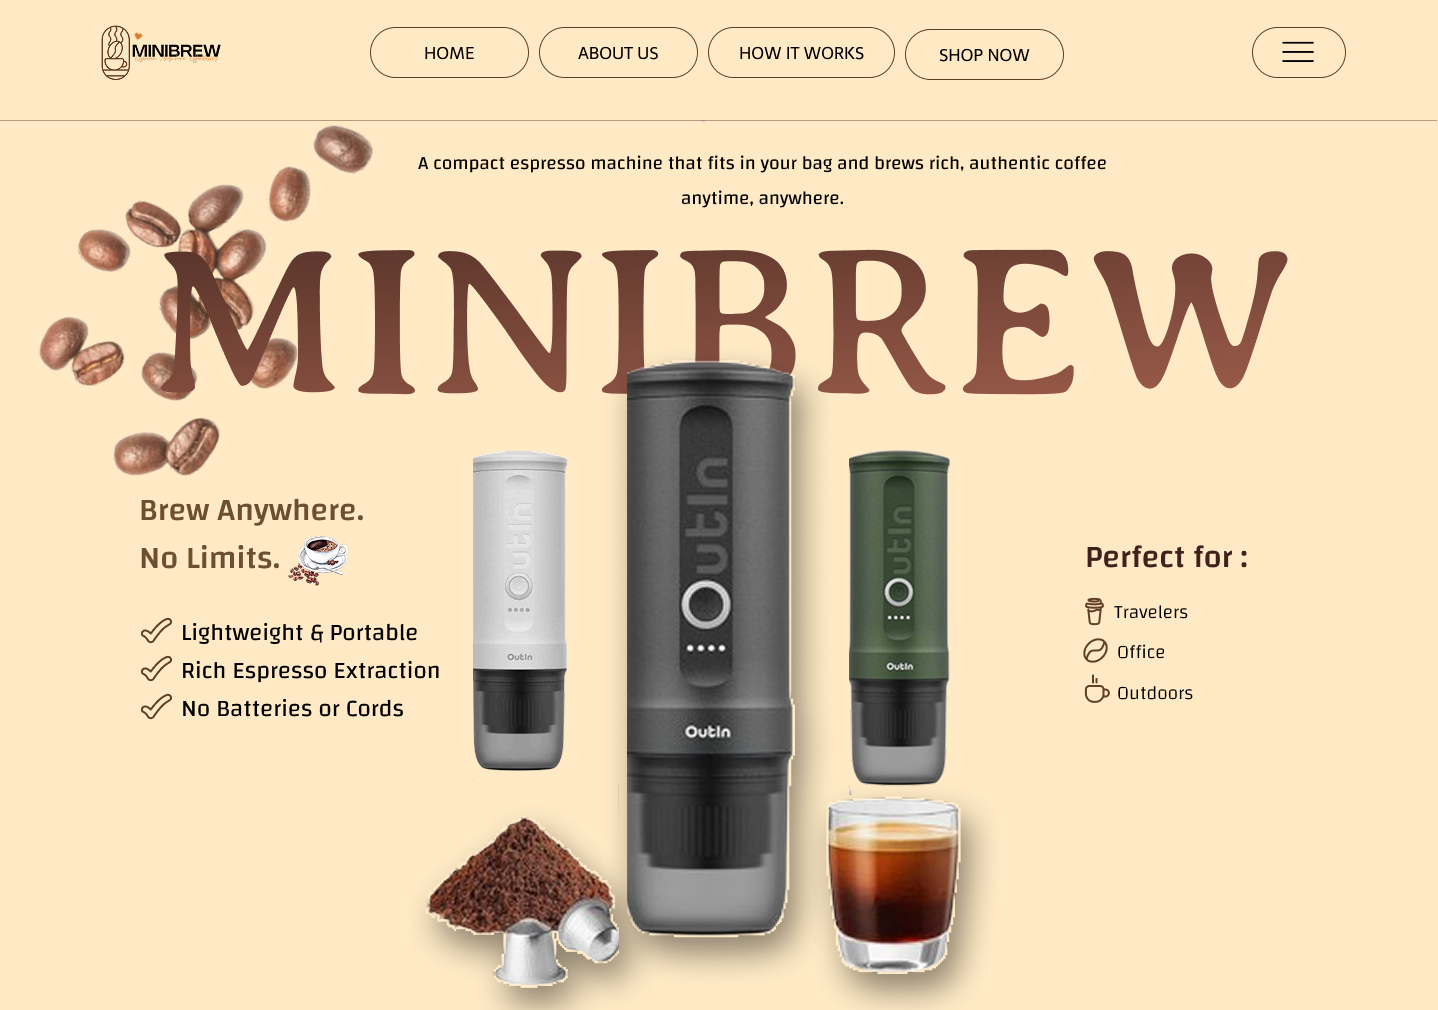 MINIBREW
HOME
ABOUT US
HOW IT WORKS
SHOP NOW
A compact espresso machine that fits in your bag and brews rich, authentic coffee
anytime, anywhere.
MINIBREW
Brew Anywhere.
No Limits.
Lightweight & Portable
Rich Espresso Extraction
No Batteries or Cords
OutIn
OutIn
OutIn
OutIn
OutIn
OutIn
Perfect for :
Travelers
Office
Outdoors